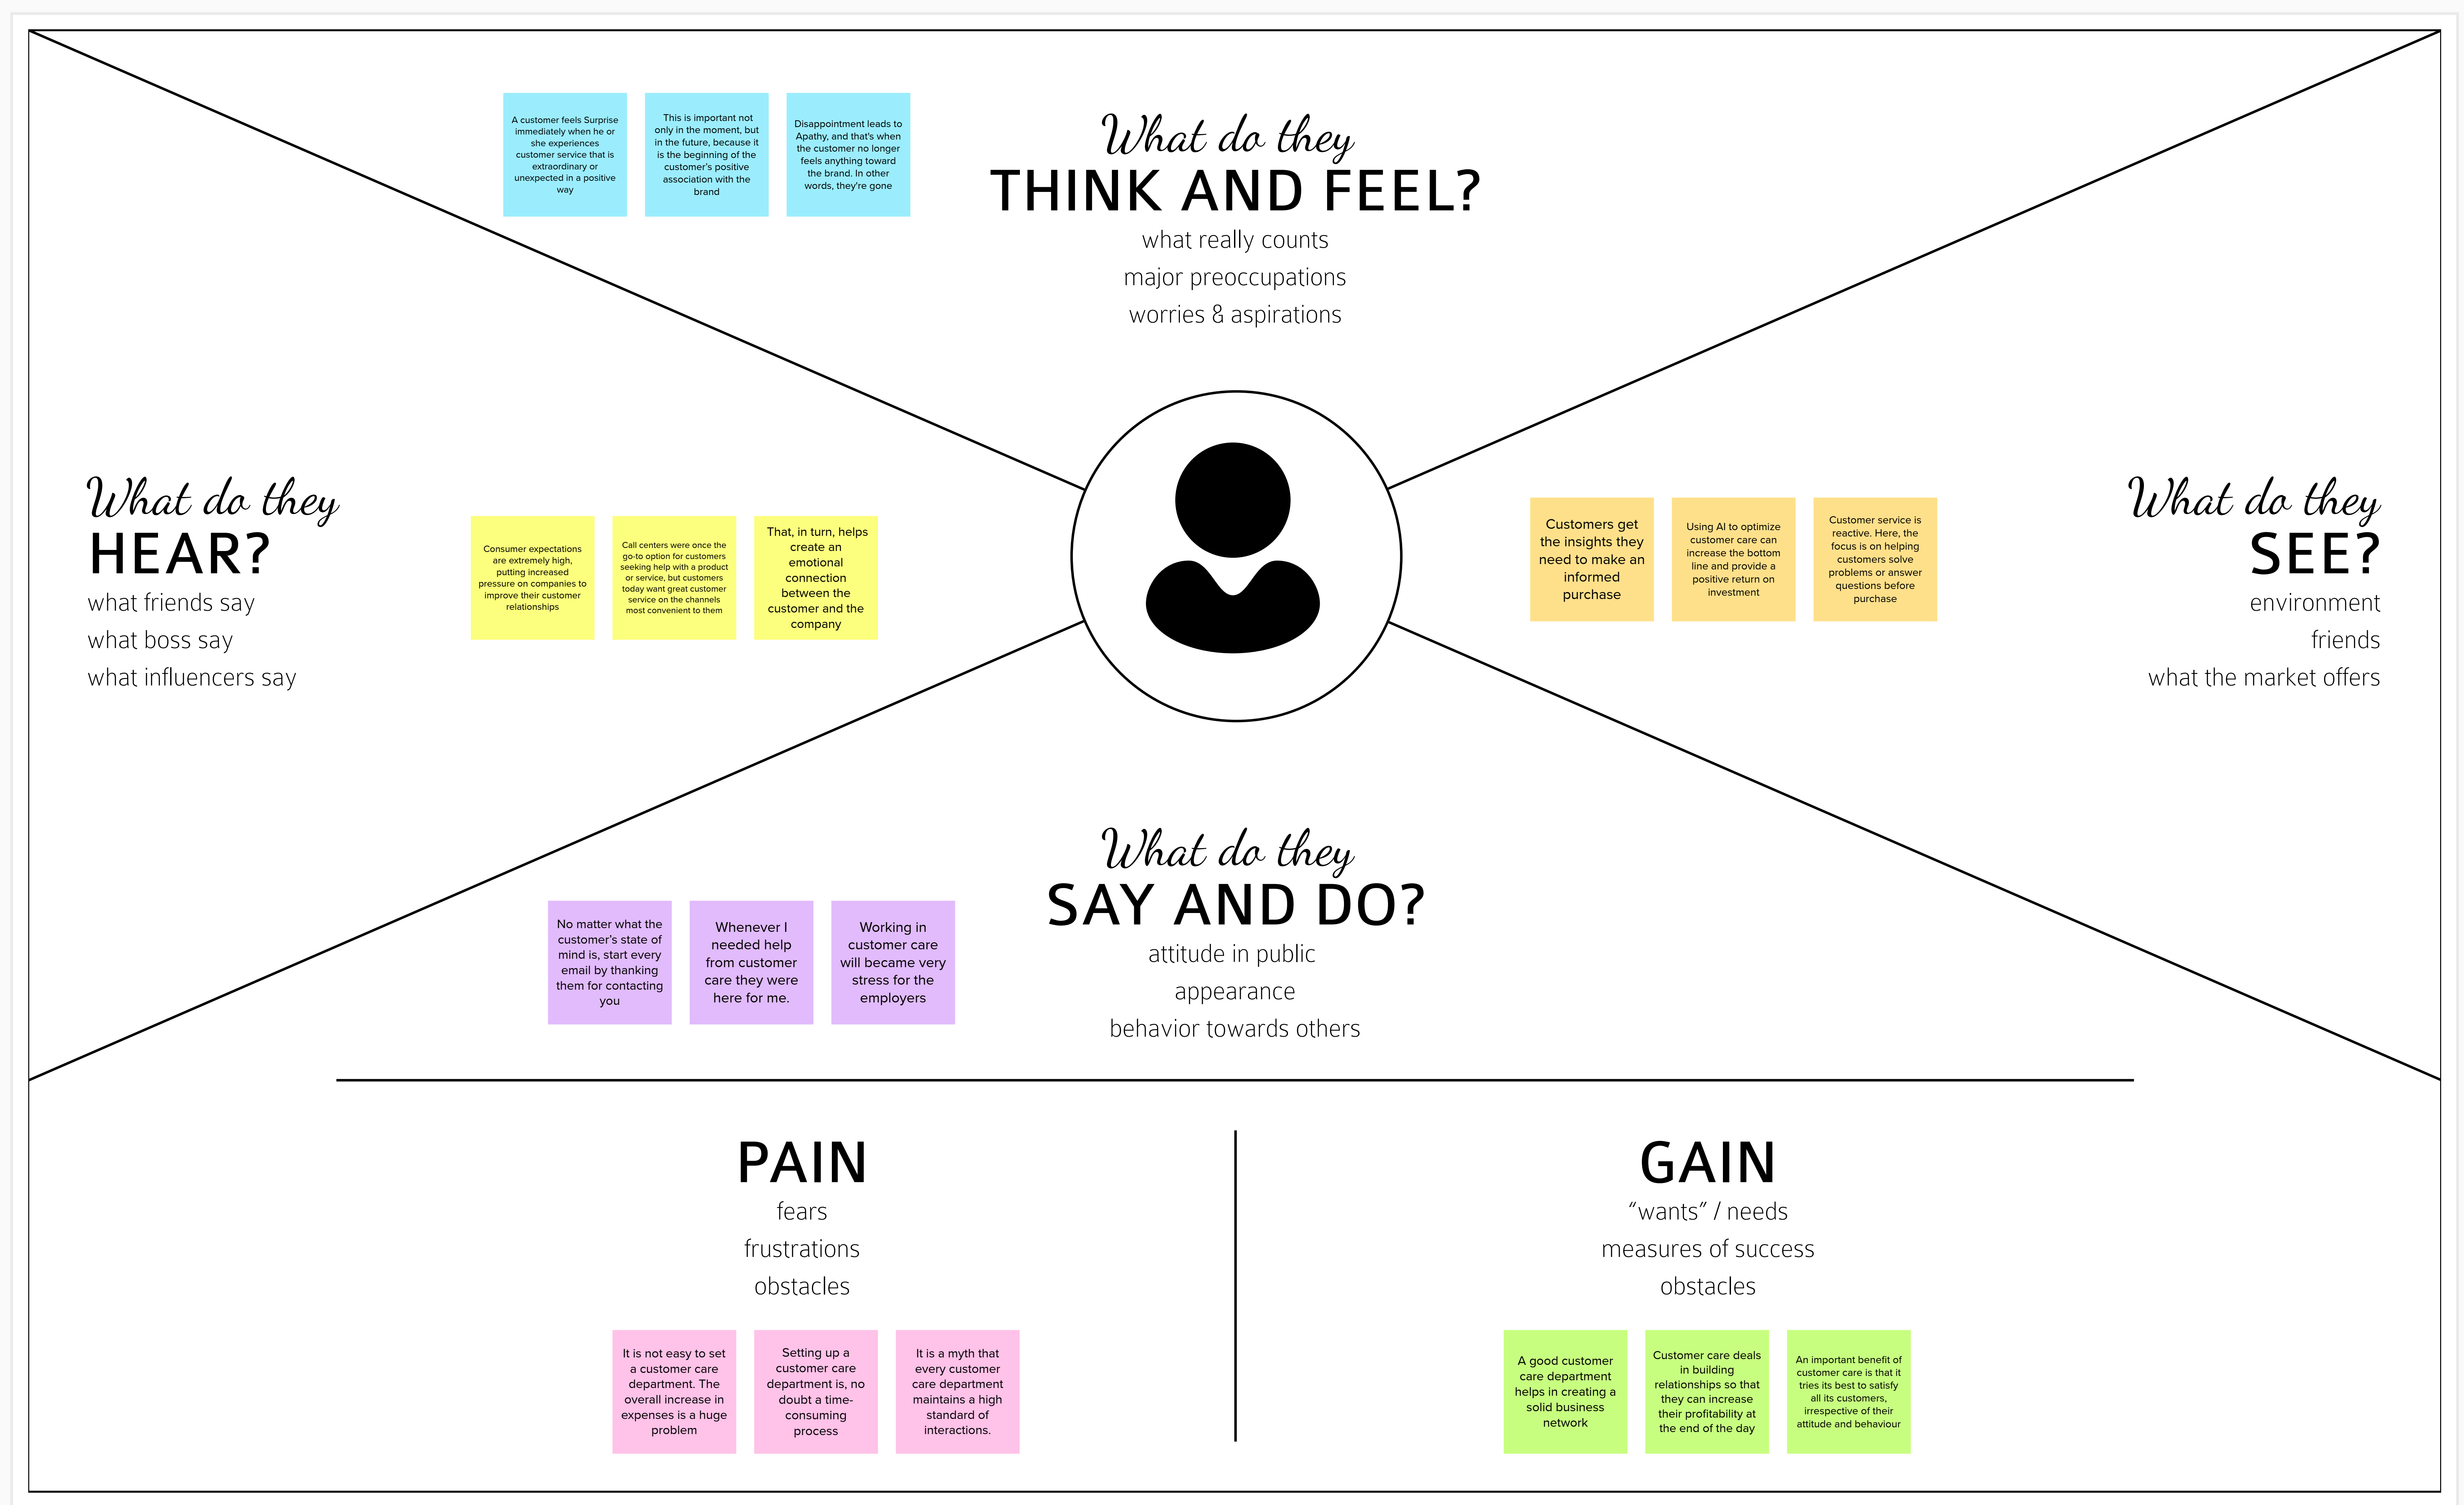 A customer feels Surprise
immediately when he or
she experiences
customer service that is
extraordinary or
unexpected in a positive
way
This is important not
only in the moment, but
in the future, because it
is the beginning of the
customer's positive
association with the
brand
Disappointment leads to
Apathy, and that's when
the customer no longer
feels anything toward
the brand. In other
words, they're gone
What do they
THINK AND FEEL?
what really counts
major preoccupations
worries & aspirations
What do they
HEAR?
what friends say
what boss say
what influencers say
Consumer expectations
are extremely high,
putting increased
pressure on companies to
improve their customer
relationships
Call centers were once the
go-to option for customers
seeking help with a product
or service, but customers
today want great customer
service on the channels
most convenient to them
That, in turn, helps
create an
emotional
connection
between the
customer and the
company
Customers get
the insights they
need to make an
informed
purchase
Using AI to optimize
customer care can
increase the bottom
line and provide a
positive return on
investment
Customer service is
reactive. Here, the
focus is on helping
customers solve
problems or answer
questions before
purchase
What do they
SEE?
environment
friends
what the market offers
No matter what the
customer's state of
mind is, start every
email by thanking
them for contacting
you
Whenever I
needed help
from customer
care they were
here for me.
Working in
customer care
will became very
stress for the
employers
What do they
SAY AND DO?
attitude in public
appearance
behavior towards others
PAIN
fears
frustrations
obstacles
It is not easy to set
a customer care
department. The
overall increase in
expenses is a huge
problem
Setting up a
customer care
department is, no
doubt a time-
consuming
process
It is a myth that
every customer
care department
maintains a high
standard of
interactions.
GAIN
“wants” / needs
measures of success
obstacles
A good customer
care department
helps in creating a
solid business
network
Customer care deals
in building
relationships so that
they can increase
their profitability at
the end of the day
An important benefit of
customer care is that it
tries its best to satisfy
all its customers,
irrespective of their
attitude and behaviour